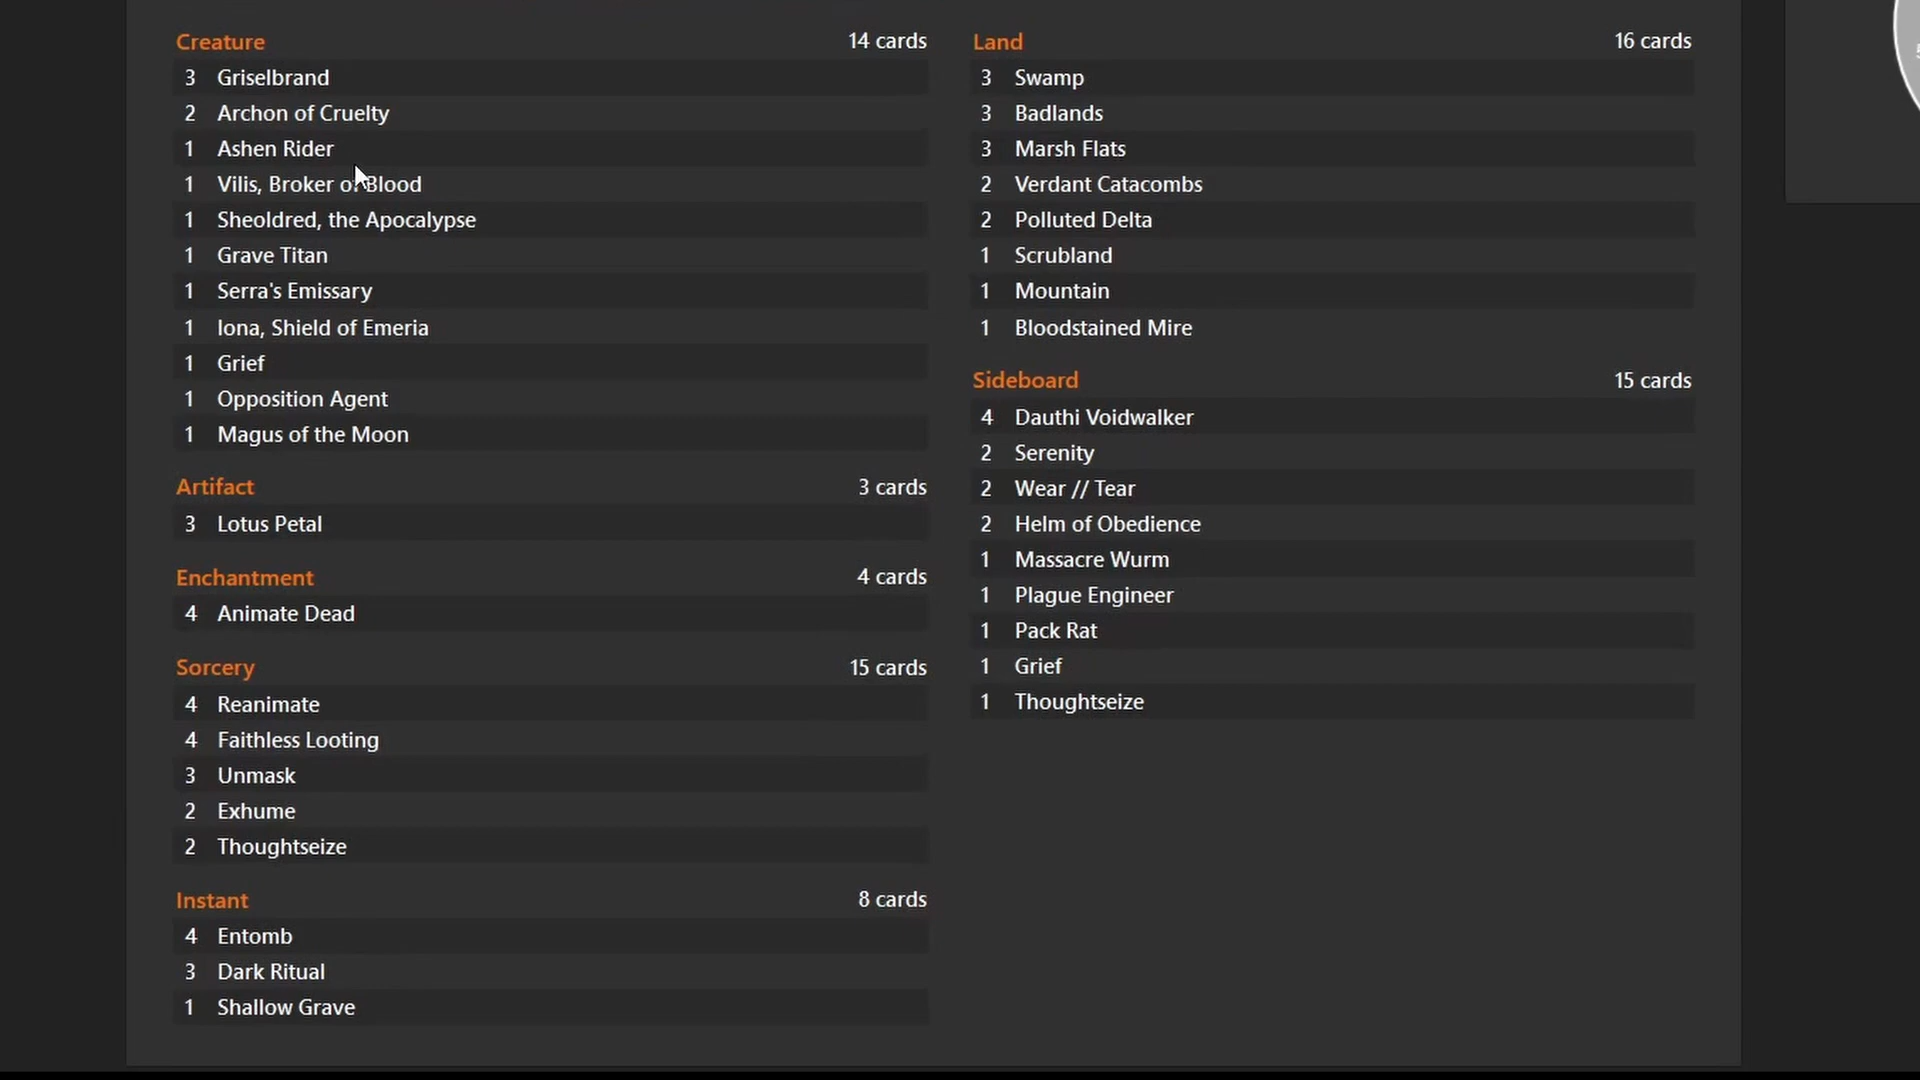 Creature 14 cards
3 Griselbrand
2 Archon of Cruelty
1 Ashen Rider
1 Vilis, Broker of Blood
1 Sheoldred, the Apocalypse
1 Grave Titan
1 Serra's Emissary
1 Iona, Shield of Emeria
1 Grief
1 Opposition Agent
1 Magus of the Moon
Artifact 3 cards
3 Lotus Petal
Enchantment 4 cards
4 Animate Dead
Sorcery 15 cards
4 Reanimate
4 Faithless Looting
3 Unmask
2 Exhume
2 Thoughtseize
Instant 8 cards
4 Entomb
3 Dark Ritual
1 Shallow Grave
Land 16 cards
3 Swamp
3 Badlands
3 Marsh Flats
2 Verdant Catacombs
2 Polluted Delta
1 Scrubland
1 Mountain
1 Bloodstained Mire
Sideboard 15 cards
4 Dauthi Voidwalker
2 Serenity
2 Wear // Tear
2 Helm of Obedience
1 Massacre Wurm
1 Plague Engineer
1 Pack Rat
1 Grief
1 Thoughtseize